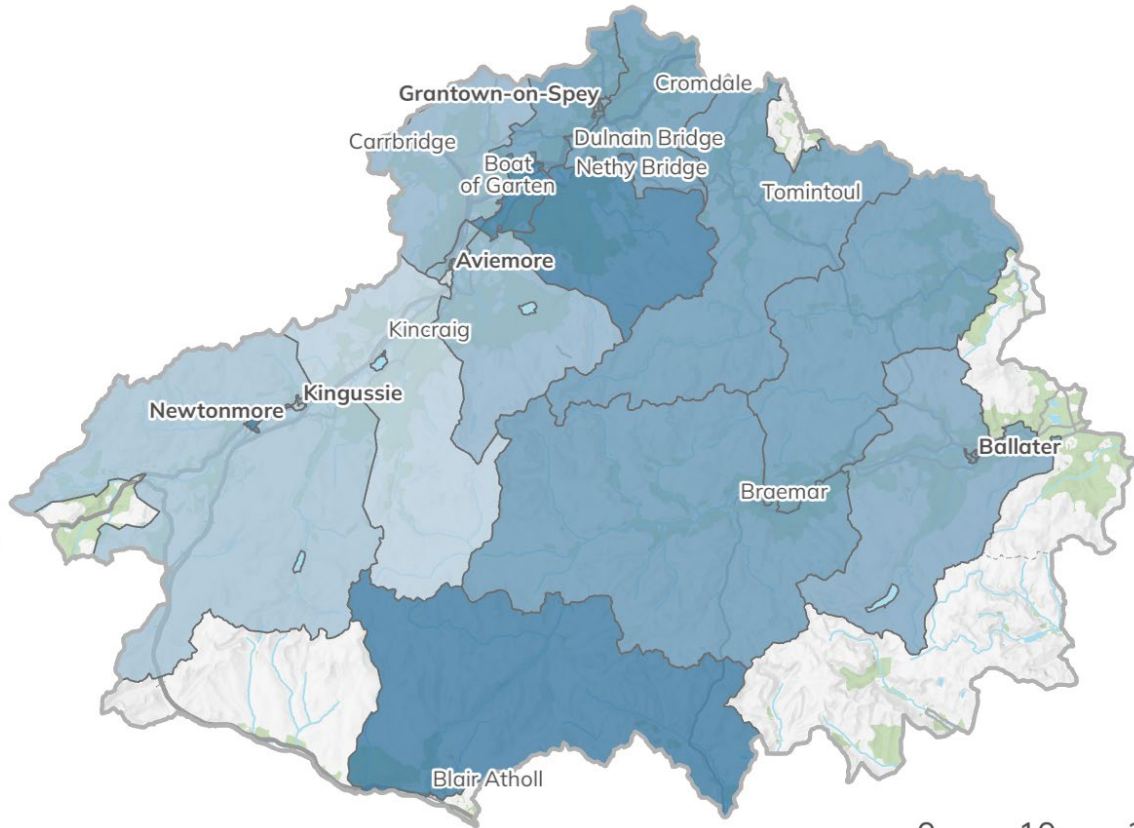 Grantown-on-Spey
Cromdâle
Carrbridge
Dulnain Bridge
Boat
of Garten
Nethy Bridge
Tomintoul
Aviemore
Kincraig
Kingussie
Newtonmore
Ballater
Braemar
Blair Atholl